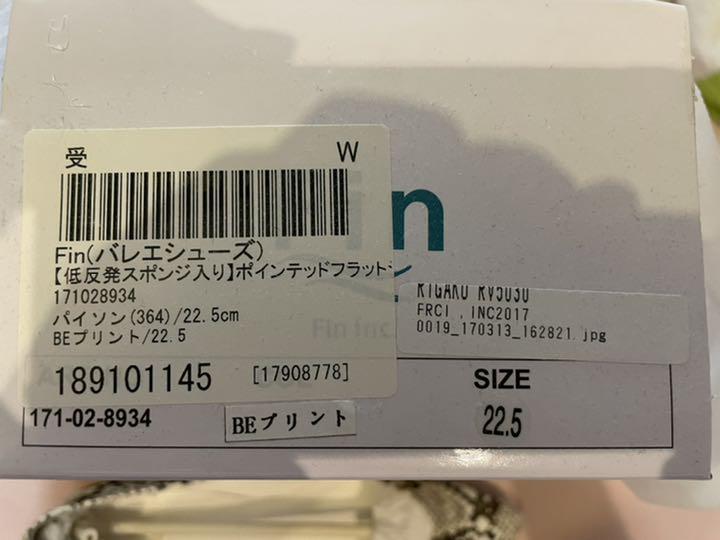 受 W
Fin
Fin(バレエシューズ)
【低反発スポンジ入り】ポインテッドフラット
171028934
パイソン(364)/22.5cm
BEプリント/22.5
189101145 [17908778]
RIGAKU RV5030
FRCI , INC2017
0019_170313_162821.jpg
Fin Inc.
SIZE
171-02-8934 BEプリント 22.5